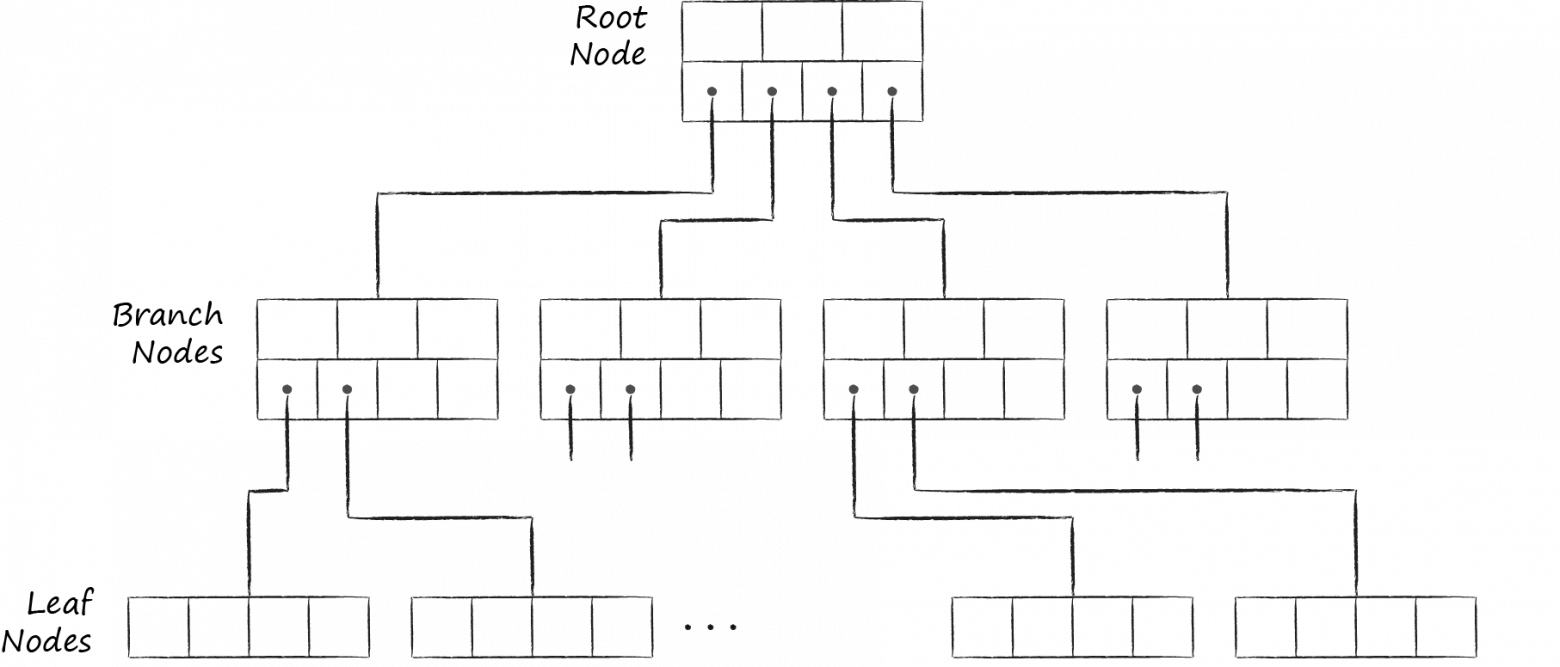 Root
Node
Branch
Nodes
Leaf
Nodes
...